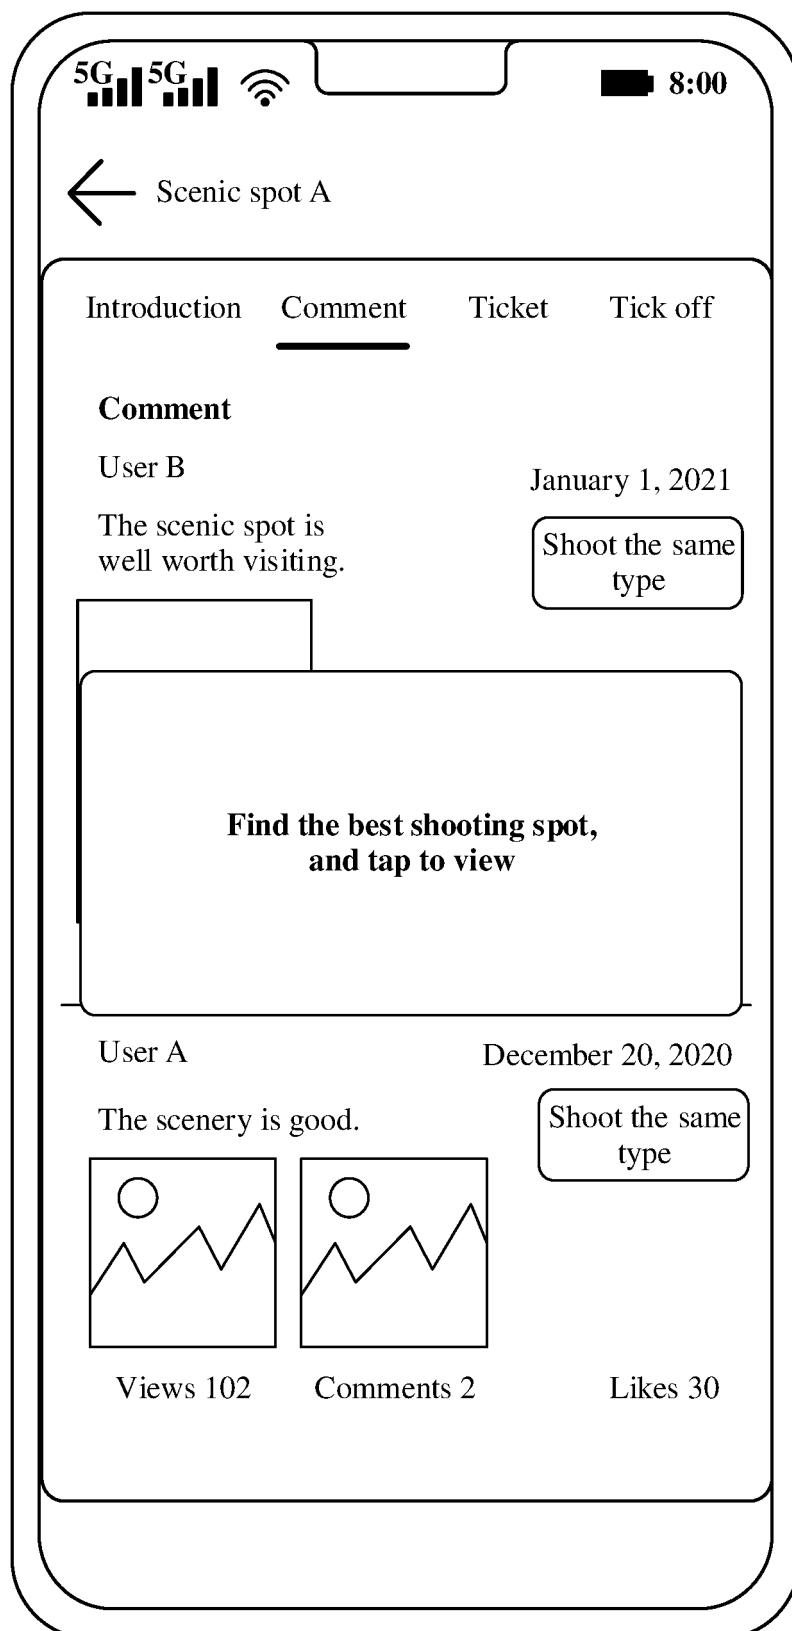 5G 5G 8:00
Scenic spot A
Introduction Comment Ticket Tick off
Comment
User B
January 1, 2021
The scenic spot is
well worth visiting.
Shoot the same
type
Find the best shooting spot,
and tap to view
User A
December 20, 2020
The scenery is good.
Shoot the same
type
Views 102 Comments 2 Likes 30